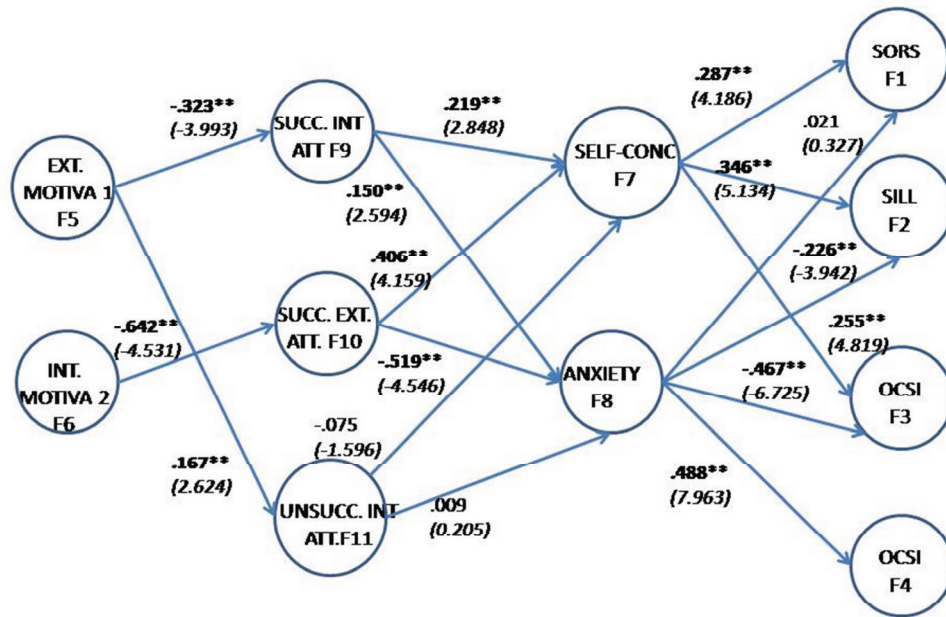 SORS
F1
.287**
(4.186)
-.323**
(-3.993)
SUCC. INT
ATT F9
.219**
(2.848)
.021
(0.327)
SELF-CONC
F7
EXT.
MOTIVA 1
F5
.150**
(2.594)
.346**
(5.134)
SILL
F2
.406**
(4.159)
-.226**
(-3.942)
SUCC. EXT.
ATT. F10
-.642**
(-4.531)
INT.
MOTIVA 2
F6
-.519**
(-4.546)
ANXIETY
F8
.255**
(4.819)
-.467**
(-6.725)
OCSI
F3
-.075
(-1.596)
.167**
(2.624)
UNSUCC. INT
ATT.F11
.009
(0.205)
.488**
(7.963)
OCSI
F4